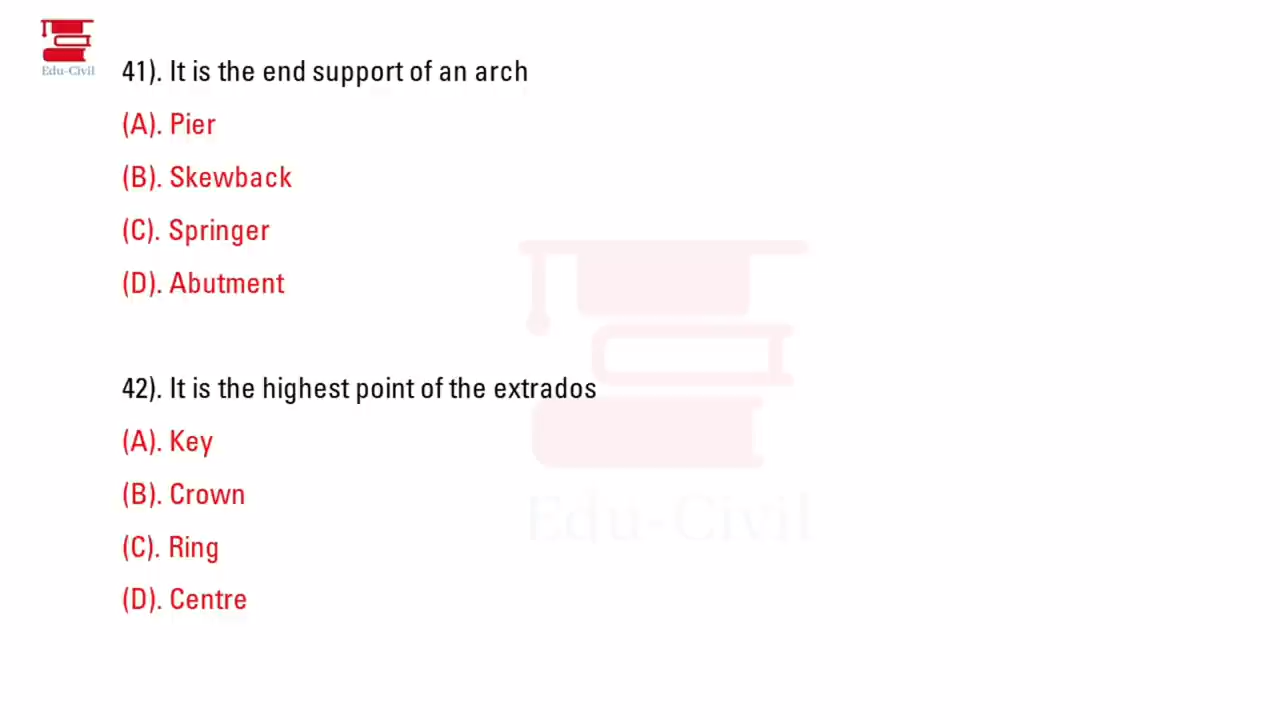 Edu-Civil
41). It is the end support of an arch
(A). Pier
(B). Skewback
(C). Springer
(D). Abutment
42). It is the highest point of the extrados
(A). Key
(B). Crown
(C). Ring
(D). Centre
Edu-Civil